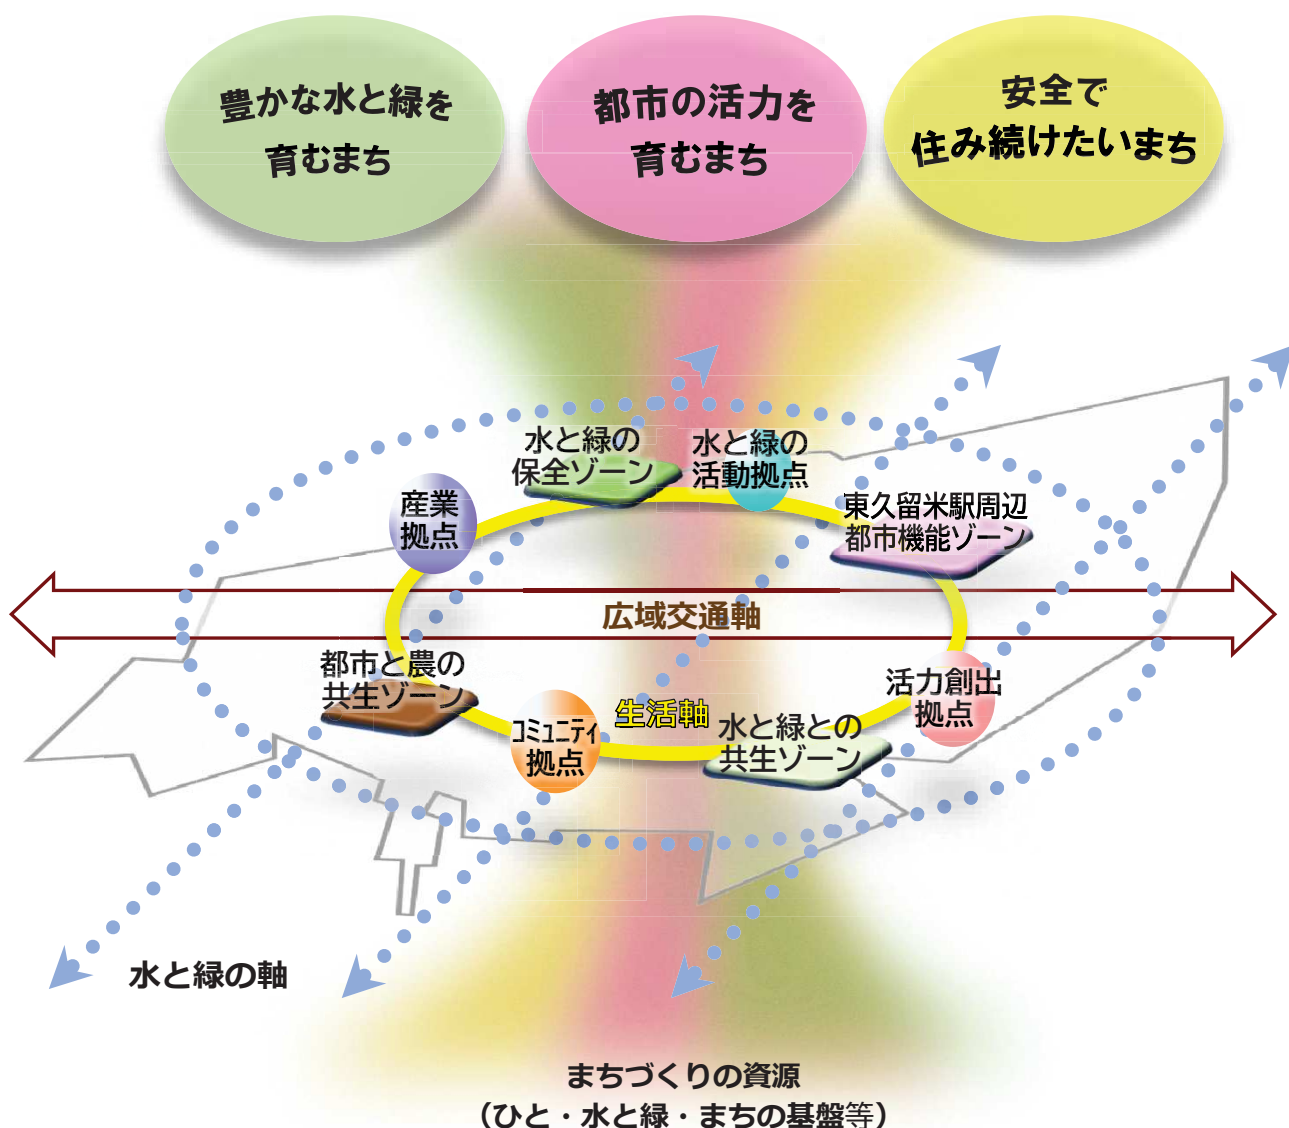 豊かな水と緑を
育むまち
都市の活力を
育むまち
安全で
住み続けたいまち
水と緑の
保全ゾーン
水と緑の
活動拠点
産業
拠点
東久留米駅周辺
都市機能ゾーン
広域交通軸
都市と農の
共生ゾーン
活力創出
拠点
生活軸
コミュニティ
拠点
水と緑との
共生ゾーン
水と緑の軸
まちづくりの資源
（ひと・水と緑・まちの基盤等）